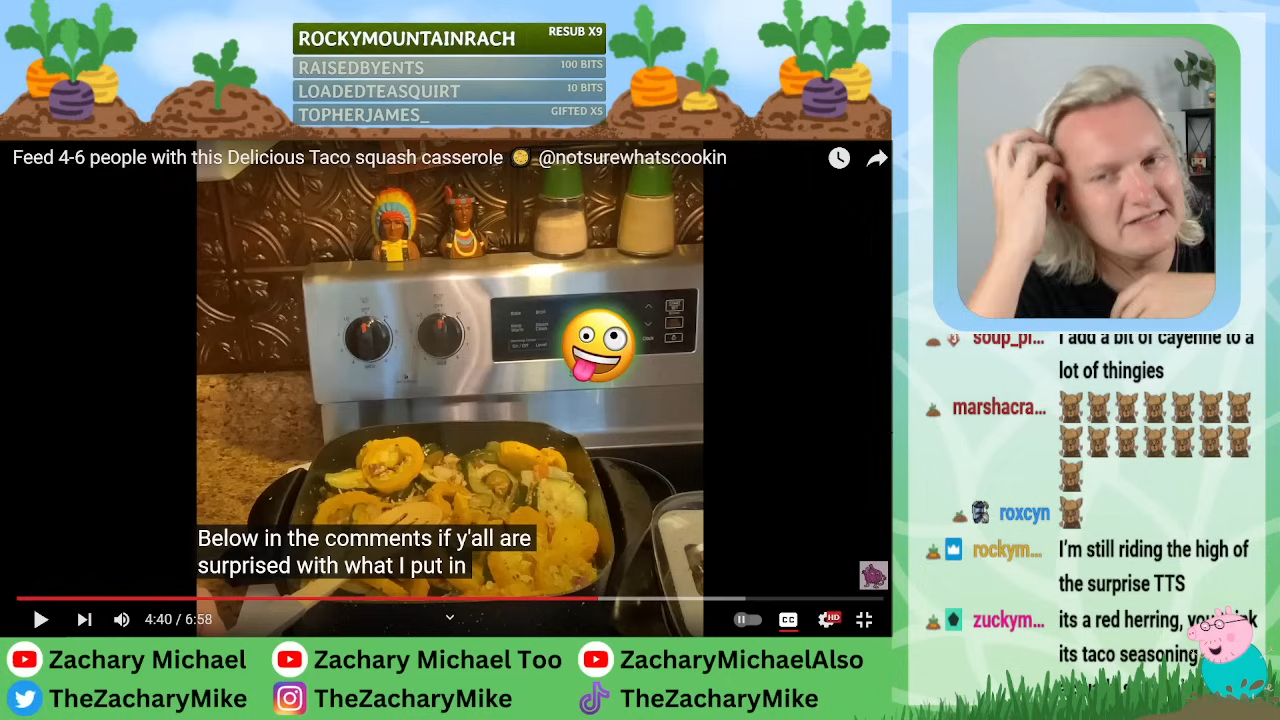 ROCKYMOUNTAINRACH RESUB X9
RAISEDBYENTS 100 BITS
LOADEDTEASQUIRT 10 BITS
TOPHERJAMES_ GIFTED X5
Feed 4-6 people with this Delicious Taco squash casserole @notsurewhatscookin
Below in the comments if y'all are
surprised with what I put in
4:40 / 6:58
CC
HD
soup_pi... I add a bit of cayenne to a
lot of thingies
marshacra...
roxcyn
rockym... I'm still riding the high of
the surprise TTS
zuckym... its a red herring,
its taco seasoning
Zachary Michael
Zachary Michael Too
ZacharyMichaelAlso
TheZacharyMike
TheZacharyMike
TheZacharyMike